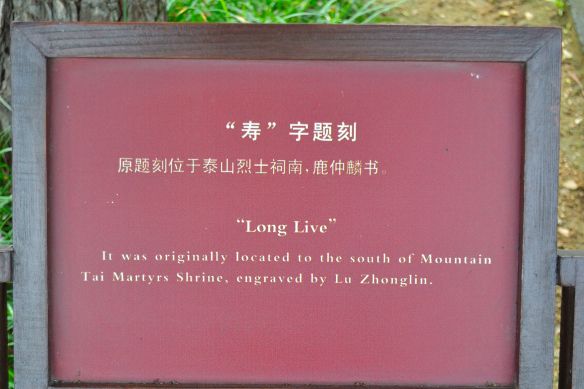 “寿”字题刻
原题刻位于泰山烈士祠南，鹿仲麟书。
“Long Live”
It was originally located to the south of Mountain
Tai Martyrs Shrine, engraved by Lu Zhonglin.